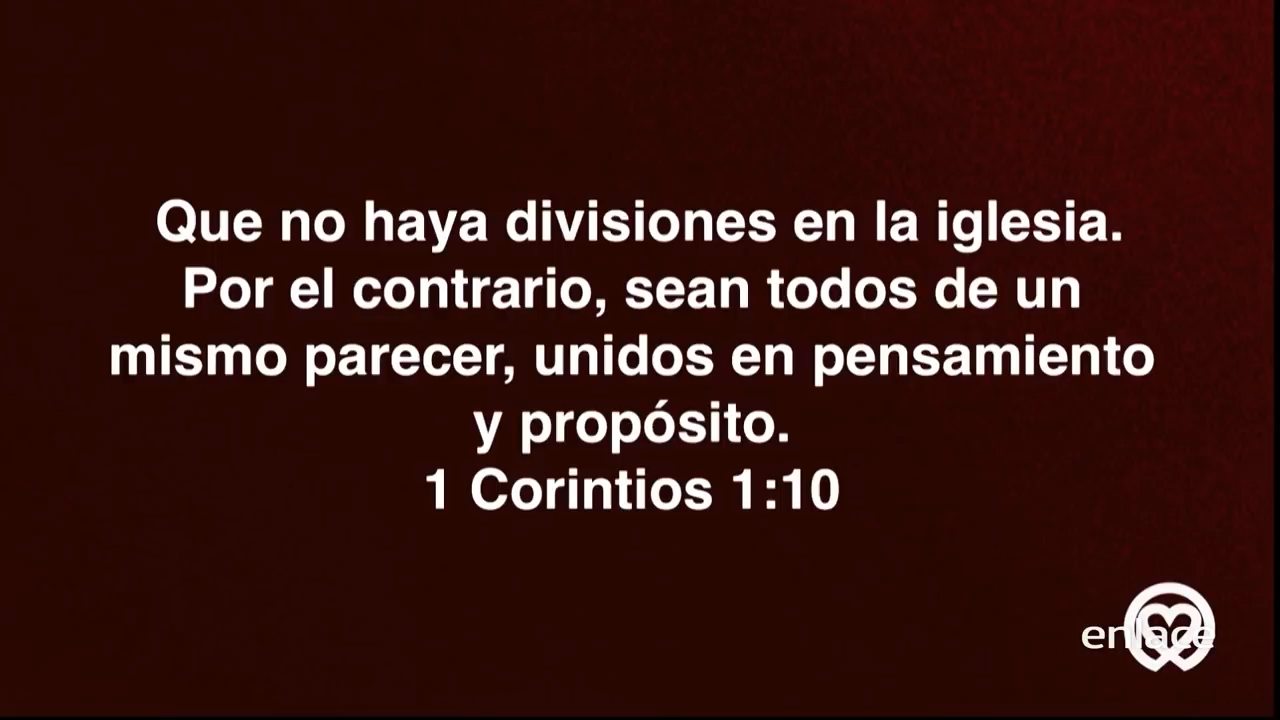 Que no haya divisiones en la iglesia.
Por el contrario, sean todos de un
mismo parecer, unidos en pensamiento
y propósito.
1 Corintios 1:10
enlace